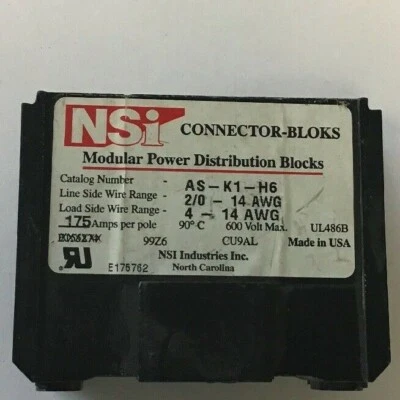 NSi CONNECTOR-BLOKS
Modular Power Distribution Blocks
Catalog Number - AS-K1-H6
Line Side Wire Range - 2/0 - 14 AWG
Load Side Wire Range - 4 - 14 AWG
175 Amps per pole 90°C 600 Volt Max. UL486B
99Z6 CU9AL Made in USA
NSI Industries Inc.
E175762 North Carolina